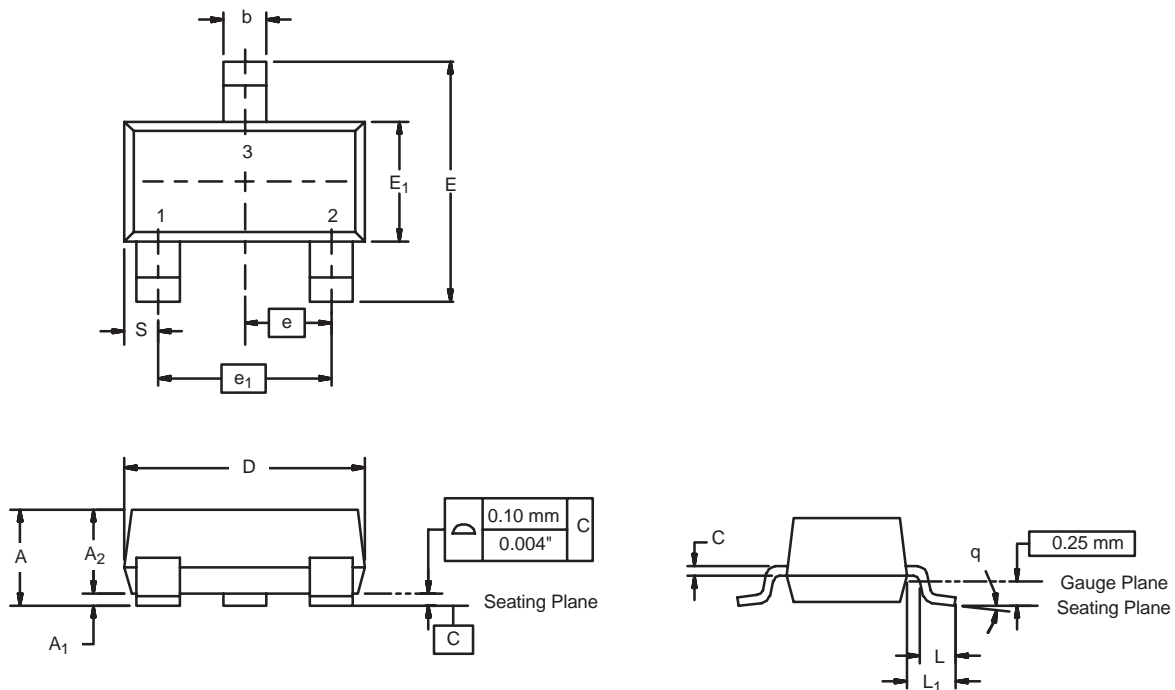 b
3
E₁
E
1
2
S
e
e₁
D
A
A₂
0.10 mm
C
0.004"
Seating Plane
A₁
C
C
q
0.25 mm
Gauge Plane
Seating Plane
L
L₁